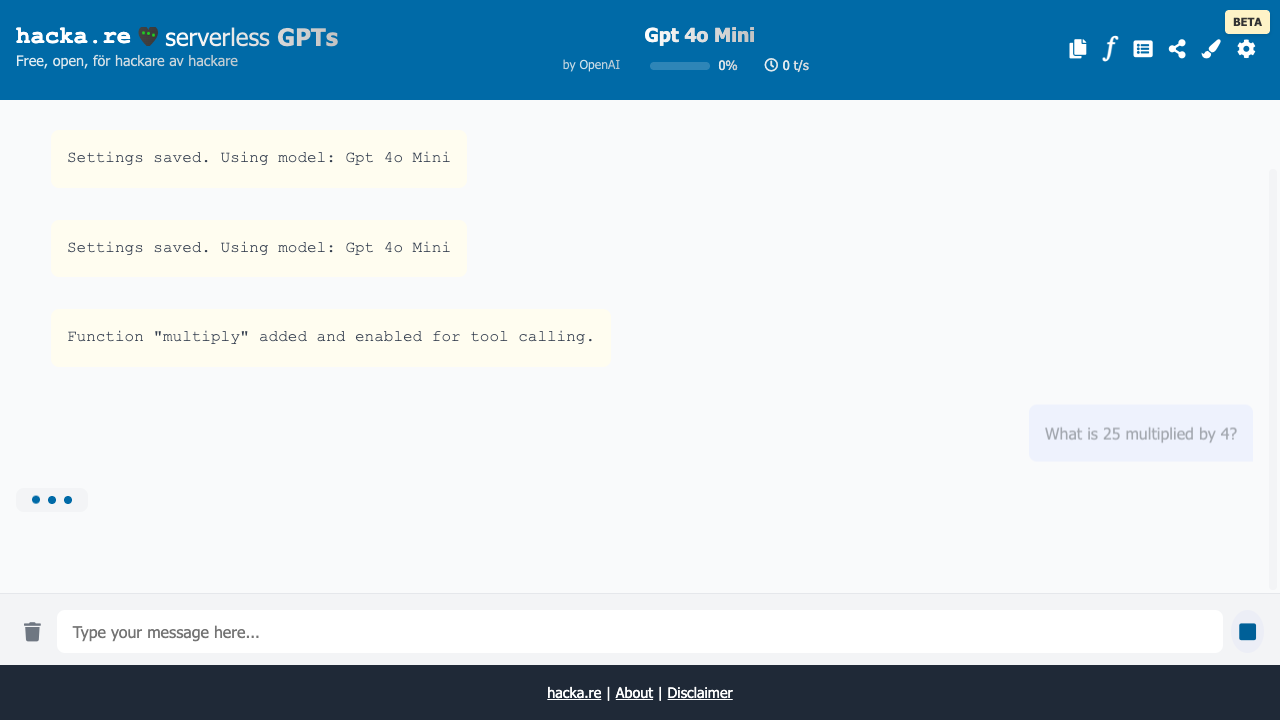 hacka.re serverless GPTs
Free, open, för hackare av hackare
Gpt 4o Mini
by OpenAI 0% 0 t/s
BETA
Settings saved. Using model: Gpt 4o Mini
Settings saved. Using model: Gpt 4o Mini
Function "multiply" added and enabled for tool calling.
What is 25 multiplied by 4?
Type your message here...
hacka.re | About | Disclaimer